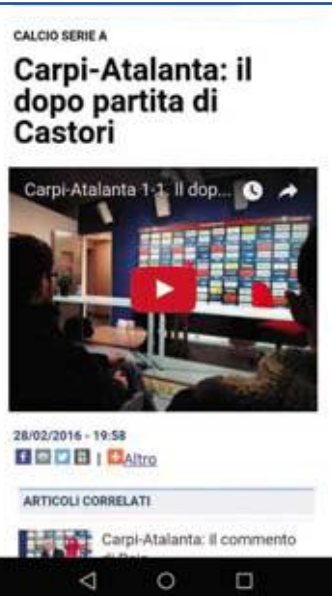 CALCIO SERIE A
Carpi-Atalanta: il
dopo partita di
Castori
Carpi-Atalanta 1-1: Il dop...
28/02/2016 - 19:58
| Altro
ARTICOLI CORRELATI
Carpi-Atalanta: il commento